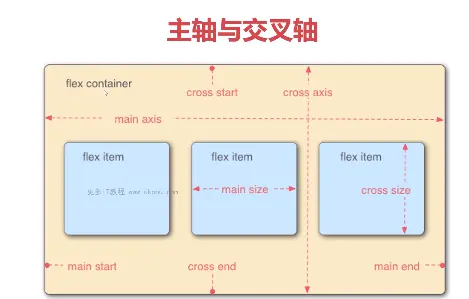 主轴与交叉轴
flex container
cross start
cross axis
main axis
flex item
flex item
flex item
main size
cross size
main start
cross end
main end